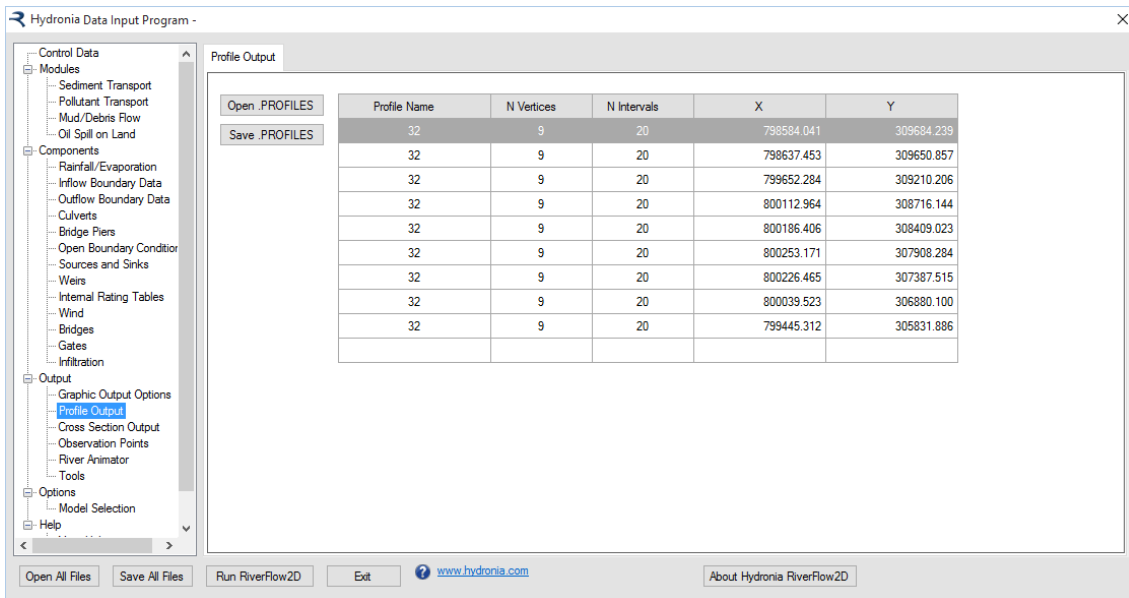 Hydronia Data Input Program -
Control Data
Modules
Sediment Transport
Pollutant Transport
Mud/Debris Flow
Oil Spill on Land
Components
Rainfall/Evaporation
Inflow Boundary Data
Outflow Boundary Data
Culverts
Bridge Piers
Open Boundary Condition
Sources and Sinks
Weirs
Internal Rating Tables
Wind
Bridges
Gates
Infiltration
Output
Graphic Output Options
Profile Output
Cross Section Output
Observation Points
River Animator
Tools
Options
Model Selection
Help
Profile Output
Open .PROFILES
Save .PROFILES
Profile Name N Vertices N Intervals X Y
32 9 20 798584.041 309684.239
32 9 20 798637.453 309650.857
32 9 20 799652.284 309210.206
32 9 20 800112.964 308716.144
32 9 20 800186.406 308409.023
32 9 20 800253.171 307908.284
32 9 20 800226.465 307387.515
32 9 20 800039.523 306880.100
32 9 20 799445.312 305831.886
Open All Files Save All Files Run RiverFlow2D Exit ? www.hydronia.com About Hydronia RiverFlow2D